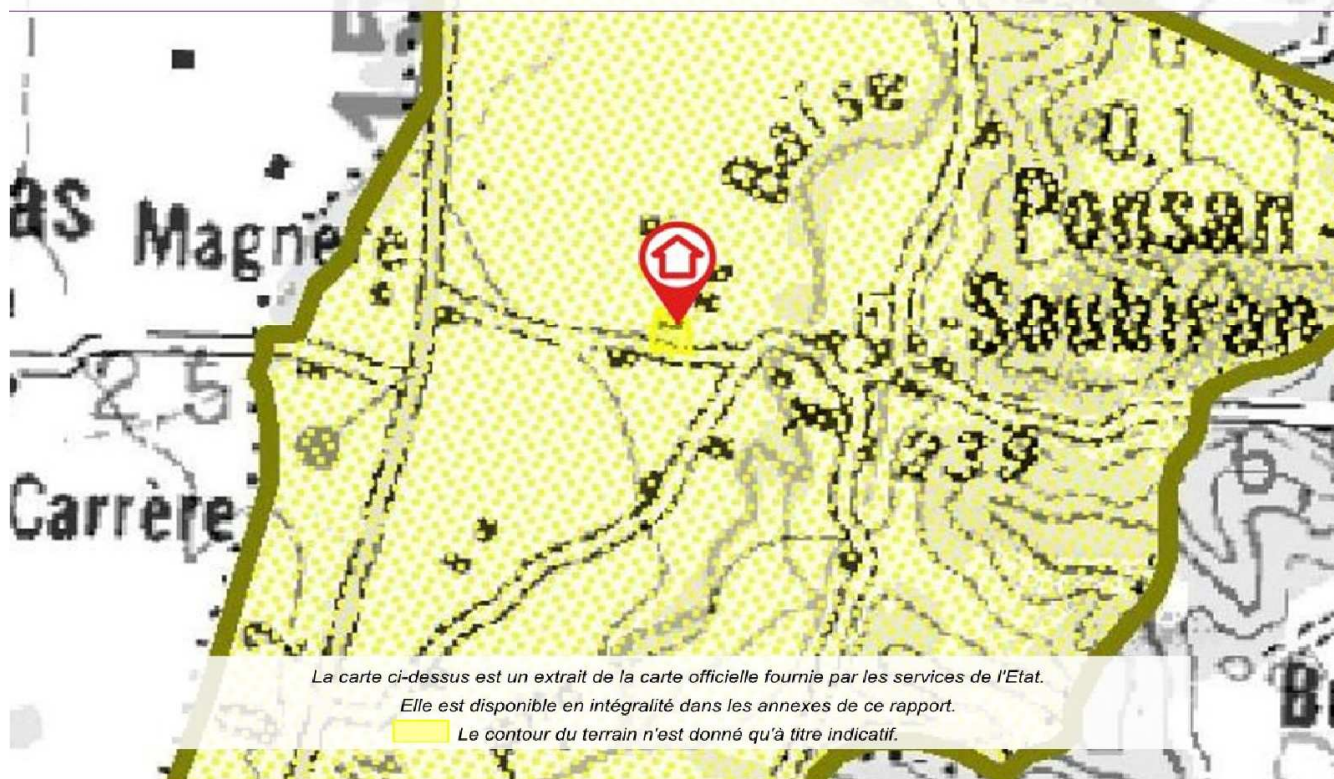 Baïse
0,1
as
Magnère
Ponsan
Soubiran
2,5
239
Carrère
6
La carte ci-dessus est un extrait de la carte officielle fournie par les services de l'Etat.
Elle est disponible en intégralité dans les annexes de ce rapport.
Le contour du terrain n'est donné qu'à titre indicatif.